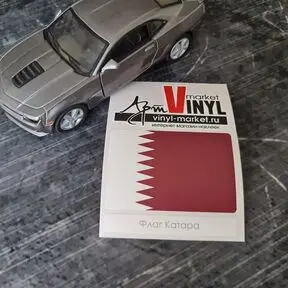 market
Арт VINYL
vinyl-market.ru
интернет-магазин наклеек
Флаг Катара